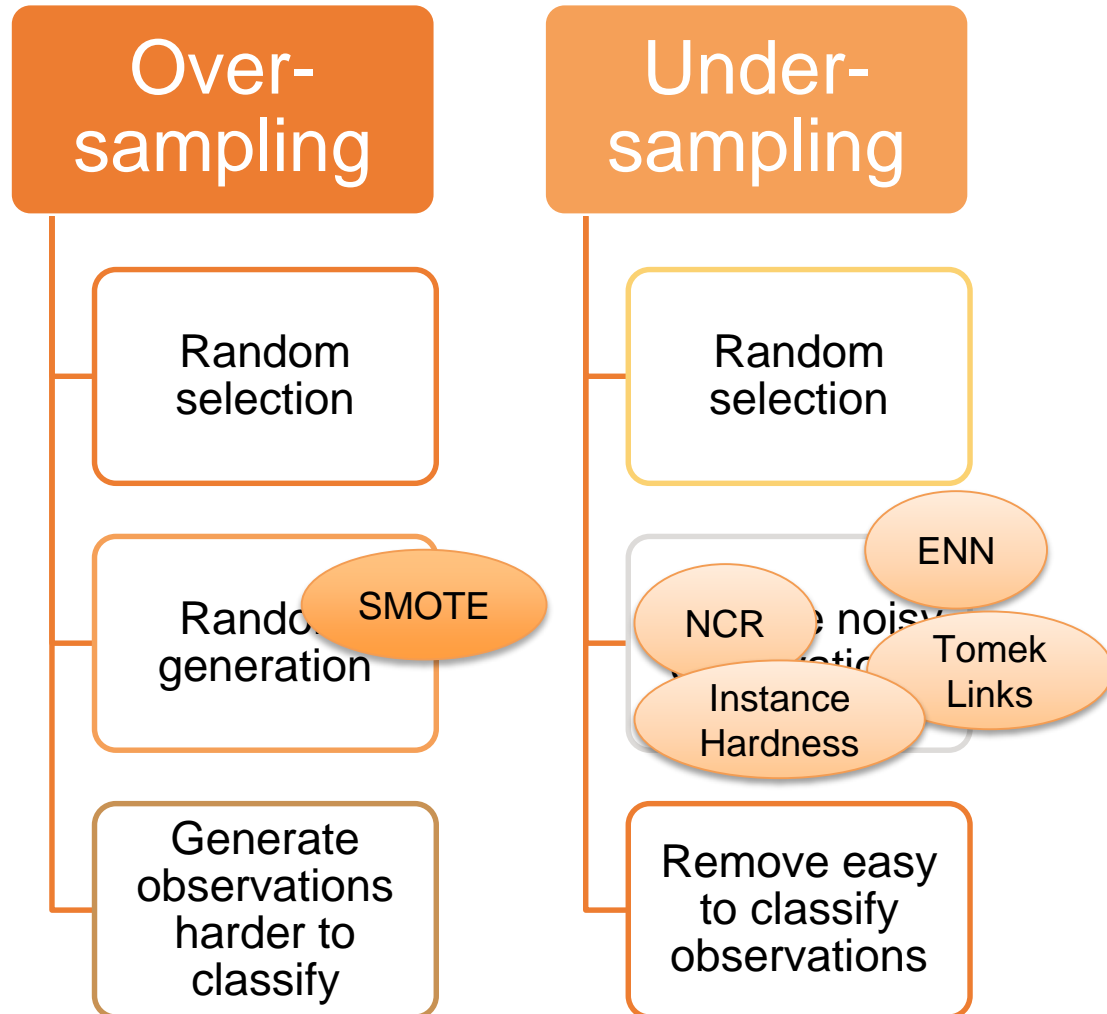 Over-
sampling
Under-
sampling
Random
selection
Random
selection
ENN
SMOTE
generation
NCR
noisy
Tomek
Links
Instance
Hardness
Generate
observations
harder to
classify
Remove easy
to classify
observations